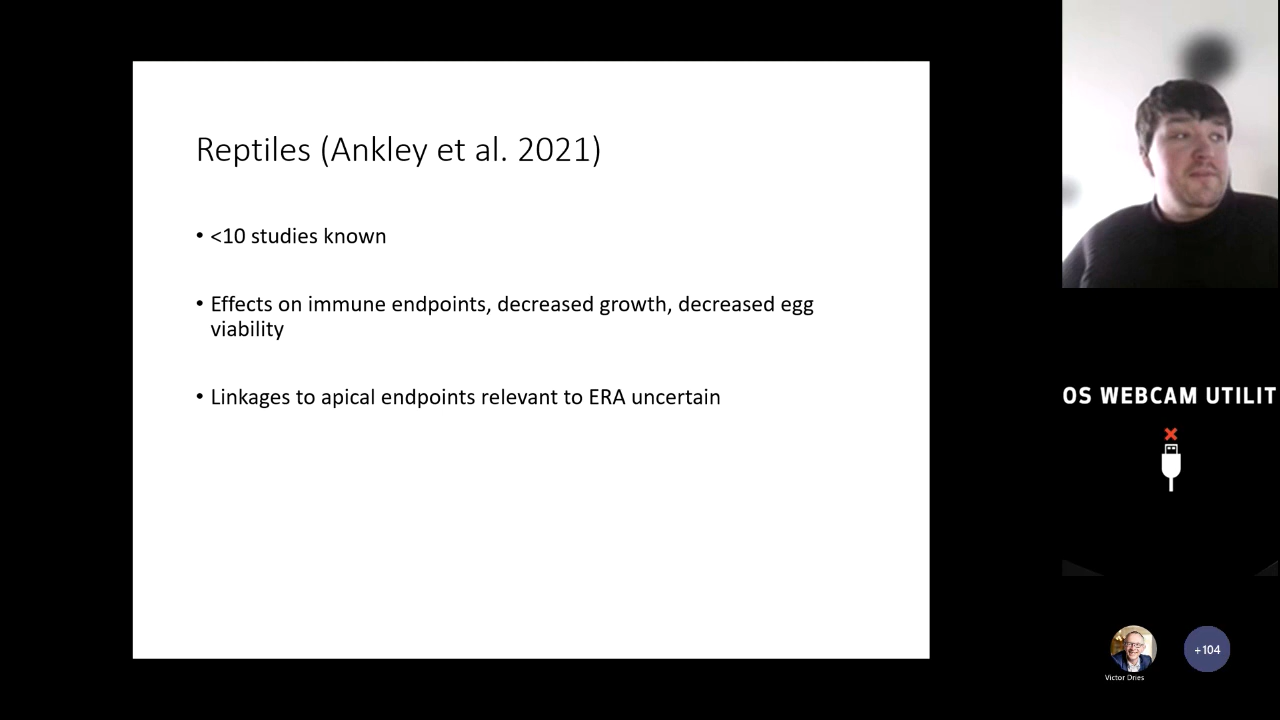 Reptiles (Ankley et al. 2021)
• <10 studies known
• Effects on immune endpoints, decreased growth, decreased egg
viability
• Linkages to apical endpoints relevant to ERA uncertain
OS WEBCAM UTILIT
+104
Victor Dries